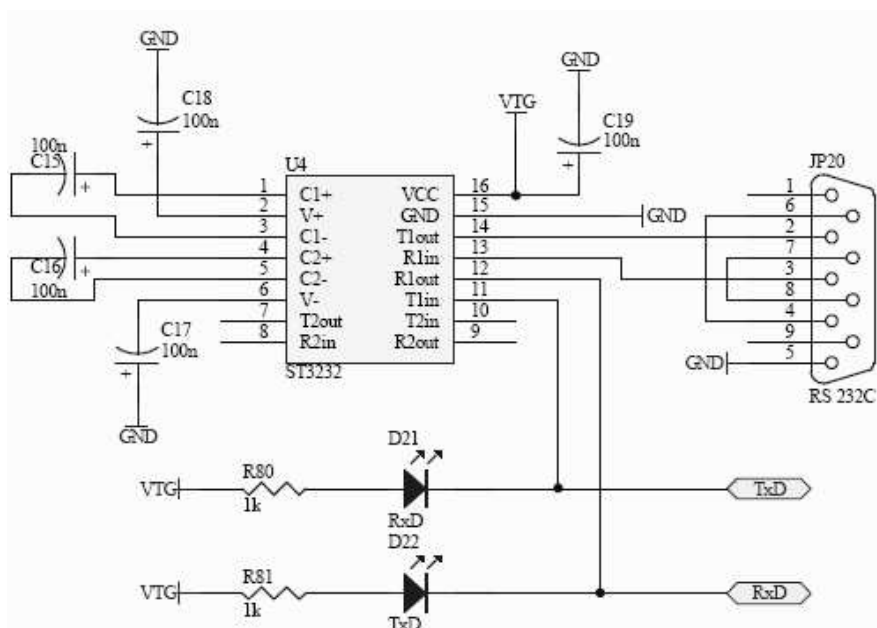 GND
C18
100n
100n
C15
GND
VTG
C19
100n
JP20
U4
1 C1+ VCC 16
2 V+ GND 15 GND
3 C1- T1out 14
4 C2+ R1in 13
5 C2- R1out 12
6 V- T1in 11
7 T2out T2in 10
8 R2in R2out 9
ST3232
C16
100n
C17
100n
GND
1
6
2
7
3
8
4
9
GND 5
RS 232C
D21
VTG R80 TxD
1k
RxD
D22
VTG R81 RxD
1k
TxD